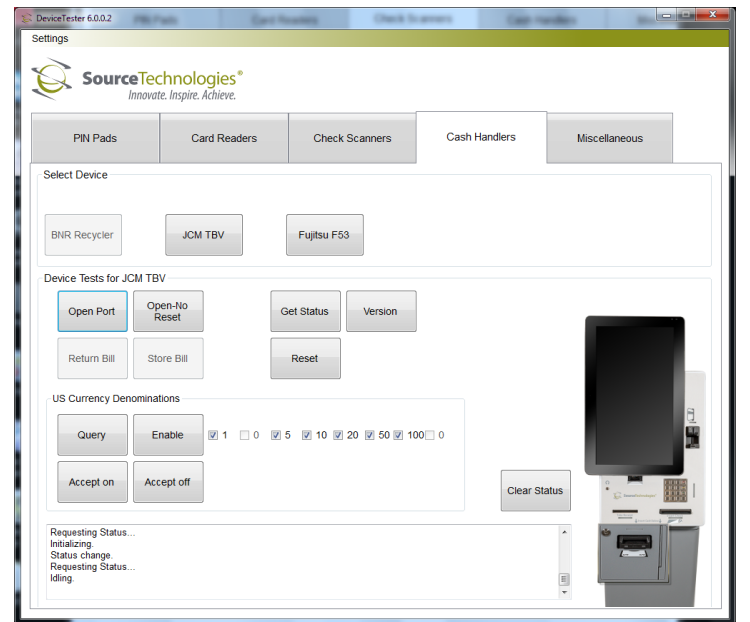 DeviceTester 6.0.0.2
Settings
SourceTechnologies®
Innovate. Inspire. Achieve.
PIN Pads
Card Readers
Check Scanners
Cash Handlers
Miscellaneous
Select Device
BNR Recycler
JCM TBV
Fujitsu F53
Device Tests for JCM TBV
Open Port
Open-No
Reset
Get Status
Version
Return Bill
Store Bill
Reset
US Currency Denominations
Query
Enable
1 0 5 10 20 50 100 0
Accept on
Accept off
Clear Status
Requesting Status...
Initializing.
Status change.
Requesting Status...
Idling.